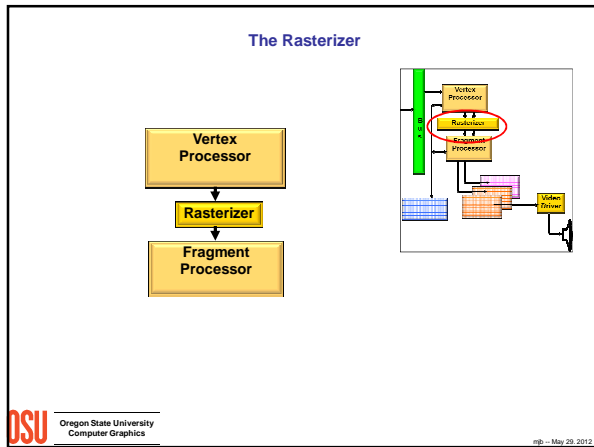 The Rasterizer
Vertex
Processor
Rasterizer
Fragment
Processor
B
u
s
Vertex
Processor
Rasterizer
Fragment
Processor
Video
Driver
OSU
Oregon State University
Computer Graphics
mjb -- May 29. 2012